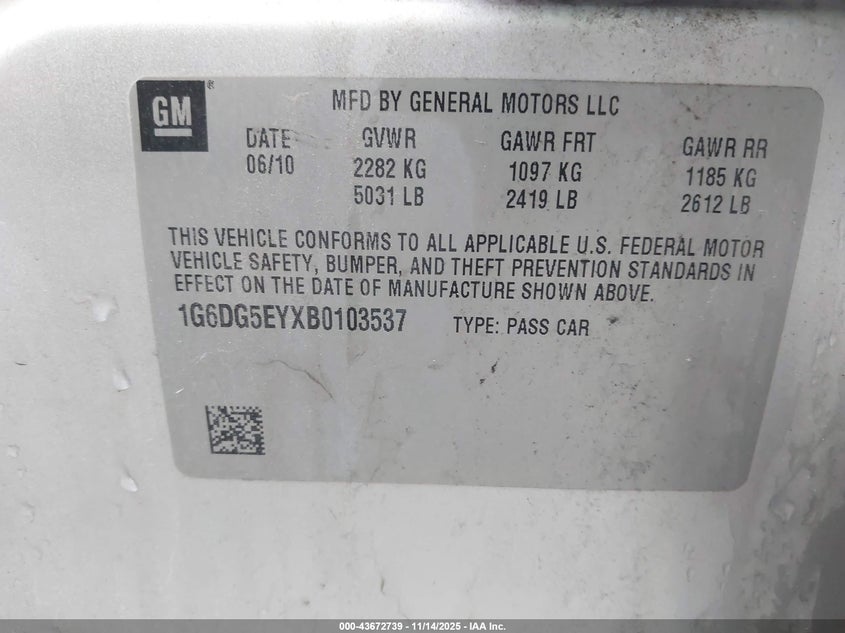 GM ®
MFD BY GENERAL MOTORS LLC
DATE GVWR GAWR FRT GAWR RR
06/10 2282 KG 1097 KG 1185 KG
5031 LB 2419 LB 2612 LB
THIS VEHICLE CONFORMS TO ALL APPLICABLE U.S. FEDERAL MOTOR
VEHICLE SAFETY, BUMPER, AND THEFT PREVENTION STANDARDS IN
EFFECT ON THE DATE OF MANUFACTURE SHOWN ABOVE.
1G6DG5EYXB0103537 TYPE: PASS CAR
000-43672739 - 11/14/2025 - IAA Inc.